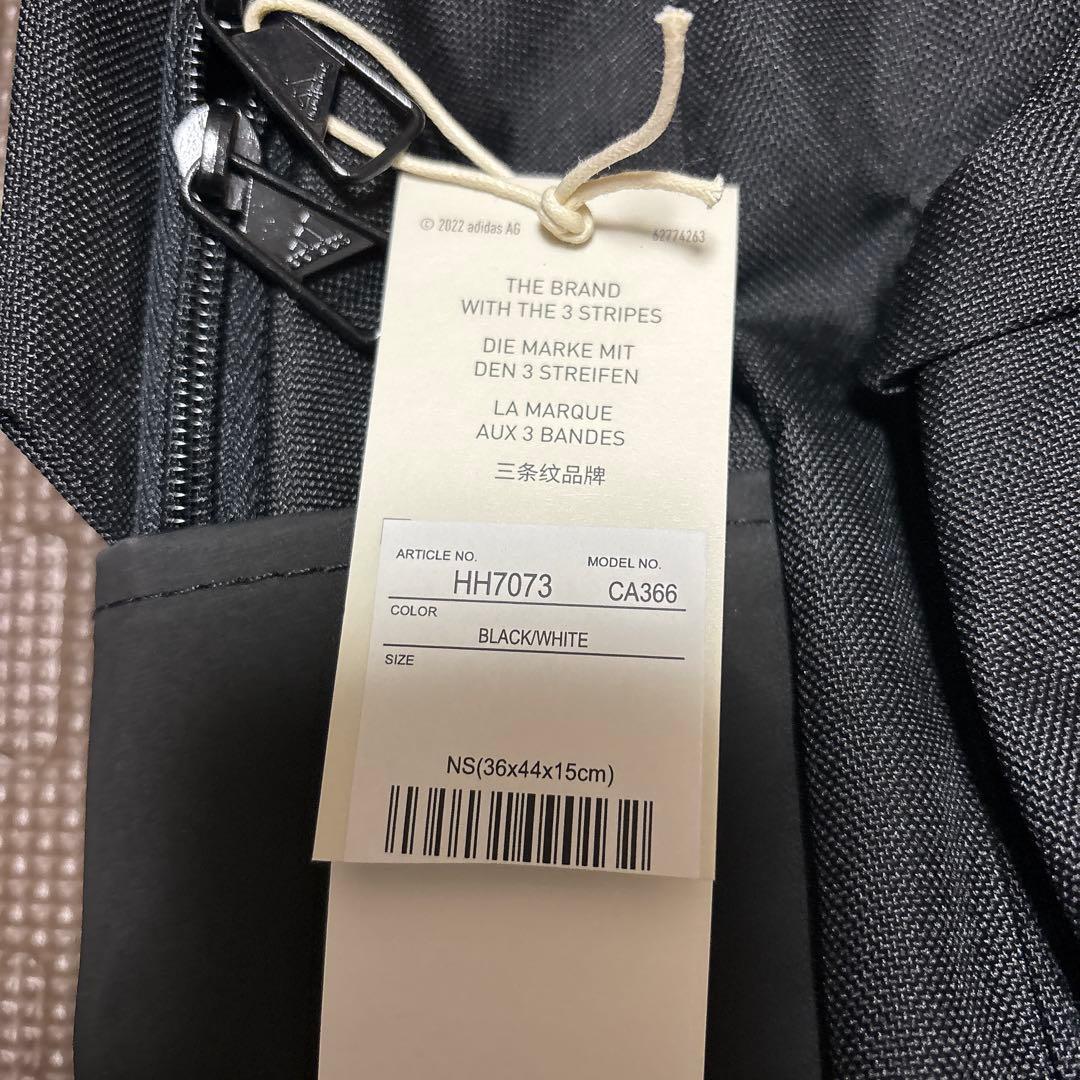 © 2022 adidas AG
62774263
THE BRAND
WITH THE 3 STRIPES
DIE MARKE MIT
DEN 3 STREIFEN
LA MARQUE
AUX 3 BANDES
三条纹品牌
ARTICLE NO. MODEL NO.
HH7073 CA366
COLOR
BLACK/WHITE
SIZE
NS(36x44x15cm)